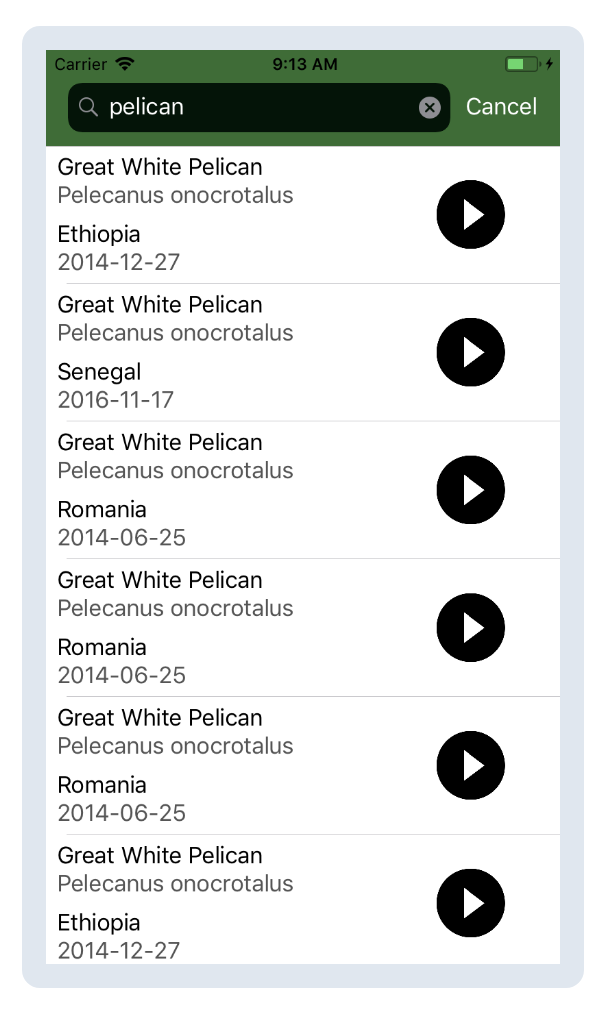 Carrier 9:13 AM
pelican Cancel
Great White Pelican
Pelecanus onocrotalus
Ethiopia
2014-12-27
Great White Pelican
Pelecanus onocrotalus
Senegal
2016-11-17
Great White Pelican
Pelecanus onocrotalus
Romania
2014-06-25
Great White Pelican
Pelecanus onocrotalus
Romania
2014-06-25
Great White Pelican
Pelecanus onocrotalus
Romania
2014-06-25
Great White Pelican
Pelecanus onocrotalus
Ethiopia
2014-12-27